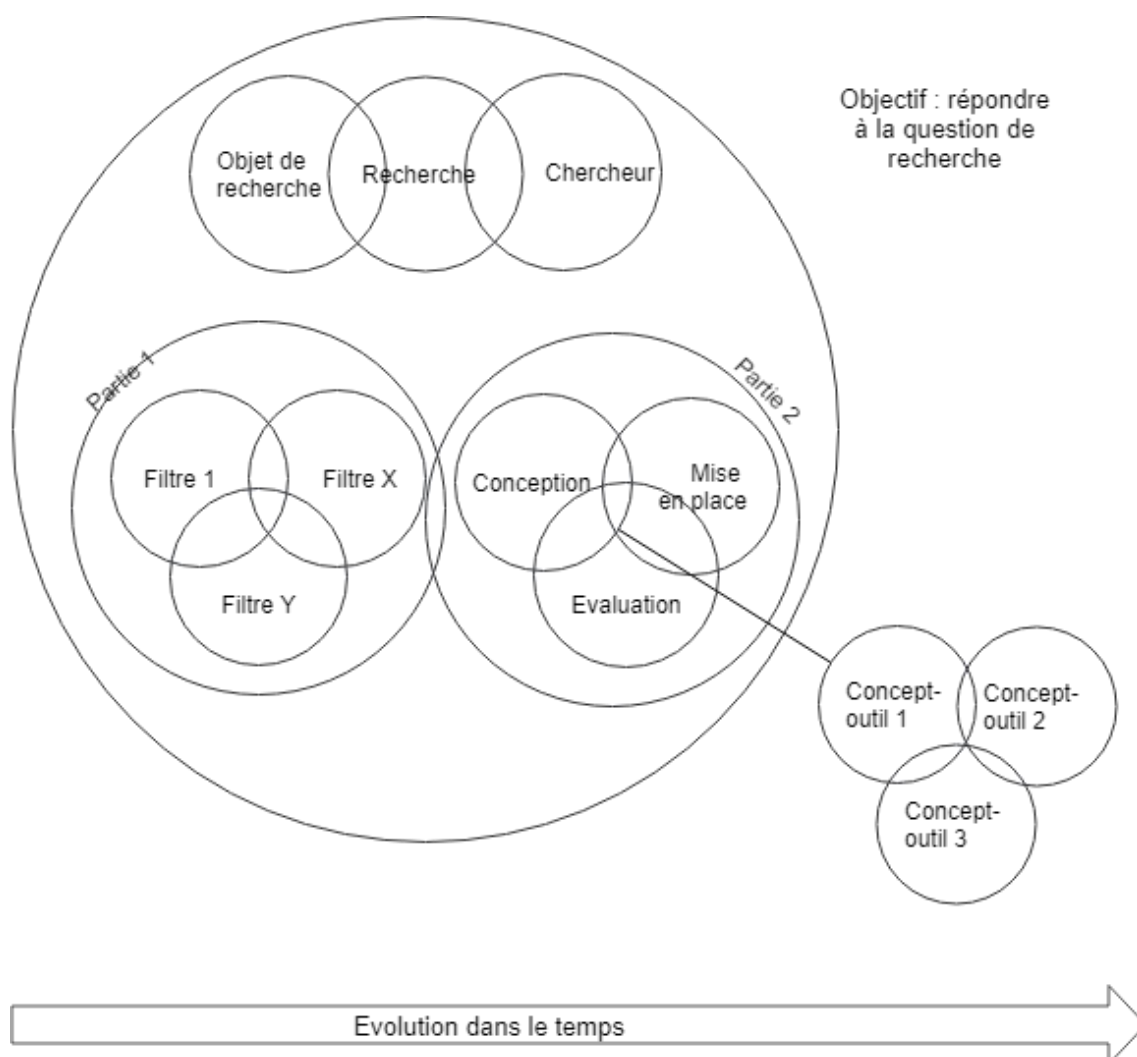 Objectif : répondre
à la question de
recherche
Objet de
recherche
Recherche
Chercheur
Partie 1
Partie 2
Filtre 1
Filtre X
Filtre Y
Conception
Mise
en place
Evaluation
Concept-
outil 1
Concept-
outil 2
Concept-
outil 3
Evolution dans le temps